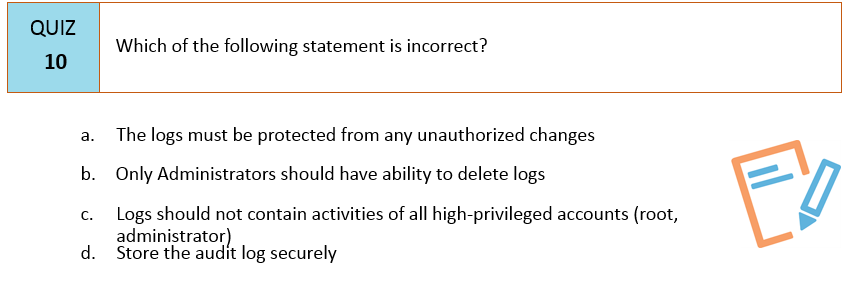 QUIZ
10
Which of the following statement is incorrect?
a. The logs must be protected from any unauthorized changes
b. Only Administrators should have ability to delete logs
c. Logs should not contain activities of all high-privileged accounts (root,
administrator)
d. Store the audit log securely